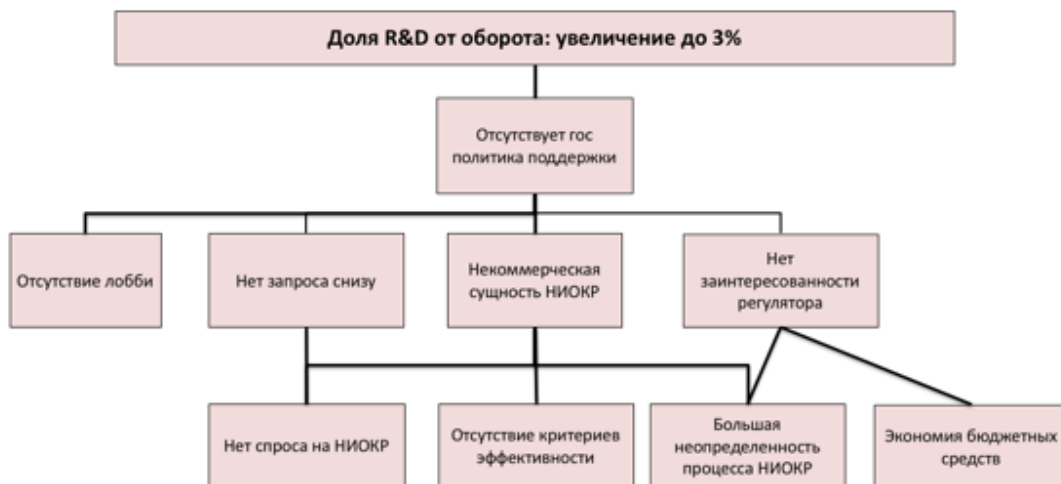 Доля R&D от оборота: увеличение до 3%
Отсутствует гос
политика поддержки
Отсутствие лобби
Нет запроса снизу
Некоммерческая
сущность НИОКР
Нет
заинтересованности
регулятора
Нет спроса на НИОКР
Отсутствие критериев
эффективности
Большая
неопределенность
процесса НИОКР
Экономия бюджетных
средств